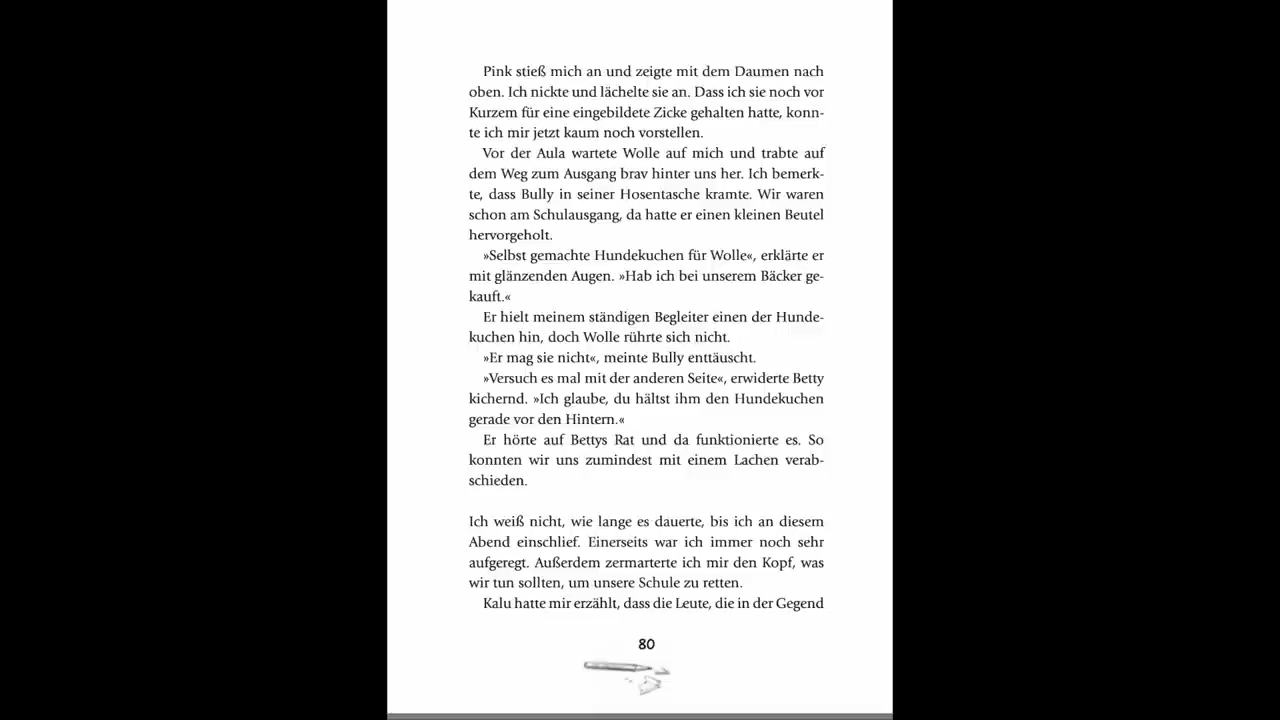 Pink stieß mich an und zeigte mit dem Daumen nach
oben. Ich nickte und lächelte sie an. Dass ich sie noch vor
Kurzem für eine eingebildete Zicke gehalten hatte, konn-
te ich mir jetzt kaum noch vorstellen.
Vor der Aula wartete Wolle auf mich und trabte auf
dem Weg zum Ausgang brav hinter uns her. Ich bemerk-
te, dass Bully in seiner Hosentasche kramte. Wir waren
schon am Schulausgang, da hatte er einen kleinen Beutel
hervorgeholt.
»Selbst gemachte Hundekuchen für Wolle«, erklärte er
mit glänzenden Augen. »Hab ich bei unserem Bäcker ge-
kauft.«
Er hielt meinem ständigen Begleiter einen der Hunde-
kuchen hin, doch Wolle rührte sich nicht.
»Er mag sie nicht«, meinte Bully enttäuscht.
»Versuch es mal mit der anderen Seite«, erwiderte Betty
kichernd. »Ich glaube, du hältst ihm den Hundekuchen
gerade vor den Hintern.«
Er hörte auf Bettys Rat und da funktionierte es. So
konnten wir uns zumindest mit einem Lachen verab-
schieden.
Ich weiß nicht, wie lange es dauerte, bis ich an diesem
Abend einschlief. Einerseits war ich immer noch sehr
aufgeregt. Außerdem zermarterte ich mir den Kopf, was
wir tun sollten, um unsere Schule zu retten.
Kalu hatte mir erzählt, dass die Leute, die in der Gegend
80